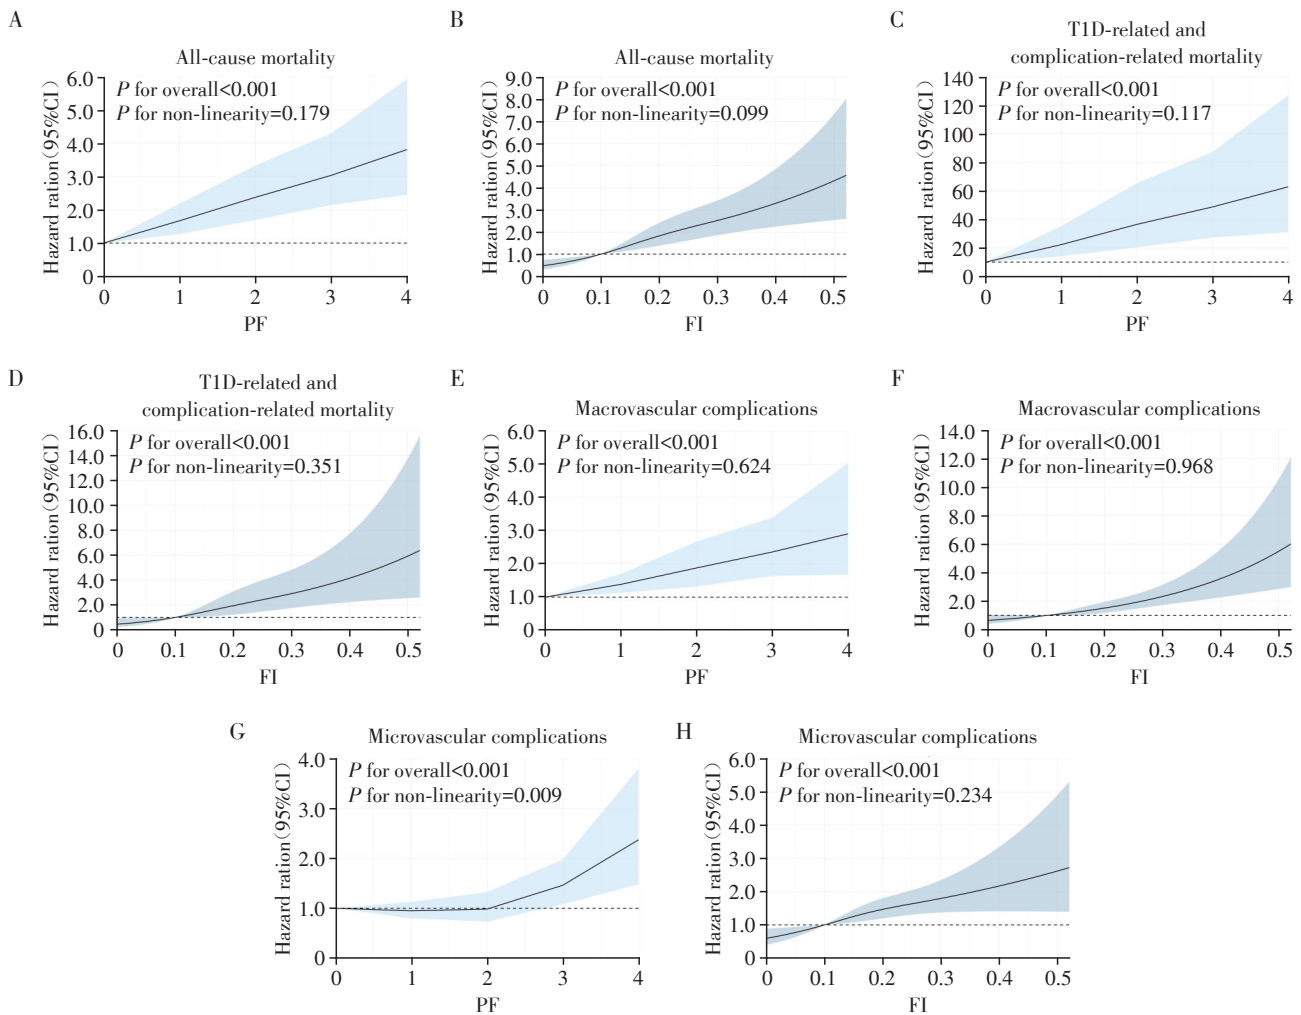 A
All-cause mortality
P for overall<0.001
P for non-linearity=0.179
Hazard ration(95%CI)
6.0
5.0
4.0
3.0
2.0
1.0
0
0 1 2 3 4
PF
B
All-cause mortality
P for overall<0.001
P for non-linearity=0.099
Hazard ration(95%CI)
9.0
8.0
7.0
6.0
5.0
4.0
3.0
2.0
1.0
0
0 0.1 0.2 0.3 0.4 0.5
FI
C
T1D-related and
complication-related mortality
P for overall<0.001
P for non-linearity=0.117
Hazard ration(95%CI)
140
120
100
80
60
40
20
0
0 1 2 3 4
PF
D
T1D-related and
complication-related mortality
P for overall<0.001
P for non-linearity=0.351
Hazard ration(95%CI)
16.0
14.0
12.0
10.0
8.0
6.0
4.0
2.0
0
0 0.1 0.2 0.3 0.4 0.5
FI
E
Macrovascular complications
P for overall<0.001
P for non-linearity=0.624
Hazard ration(95%CI)
6.0
5.0
4.0
3.0
2.0
1.0
0
0 1 2 3 4
PF
F
Macrovascular complications
P for overall<0.001
P for non-linearity=0.968
Hazard ration(95%CI)
14.0
12.0
10.0
8.0
6.0
4.0
2.0
0
0 0.1 0.2 0.3 0.4 0.5
FI
G
Microvascular complications
P for overall<0.001
P for non-linearity=0.009
Hazard ration(95%CI)
4.0
3.0
2.0
1.0
0
0 1 2 3 4
PF
H
Microvascular complications
P for overall<0.001
P for non-linearity=0.234
Hazard ration(95%CI)
6.0
5.0
4.0
3.0
2.0
1.0
0
0 0.1 0.2 0.3 0.4 0.5
FI